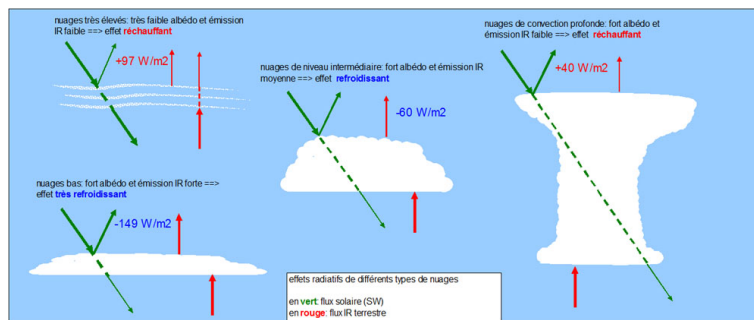 nuages très élevés: très faible albédo et émission
IR faible ==> effet réchauffant
+97 W/m2
nuages de niveau intermédiaire: fort albédo et émission IR
moyenne ==> effet refroidissant
-60 W/m2
nuages de convection profonde: fort albédo et
émission IR faible ==> effet réchauffant
+40 W/m2
nuages bas: fort albédo et émission IR forte ==>
effet très refroidissant
-149 W/m2
effets radiatifs de différents types de nuages
en vert: flux solaire (SW)
en rouge: flux IR terrestre